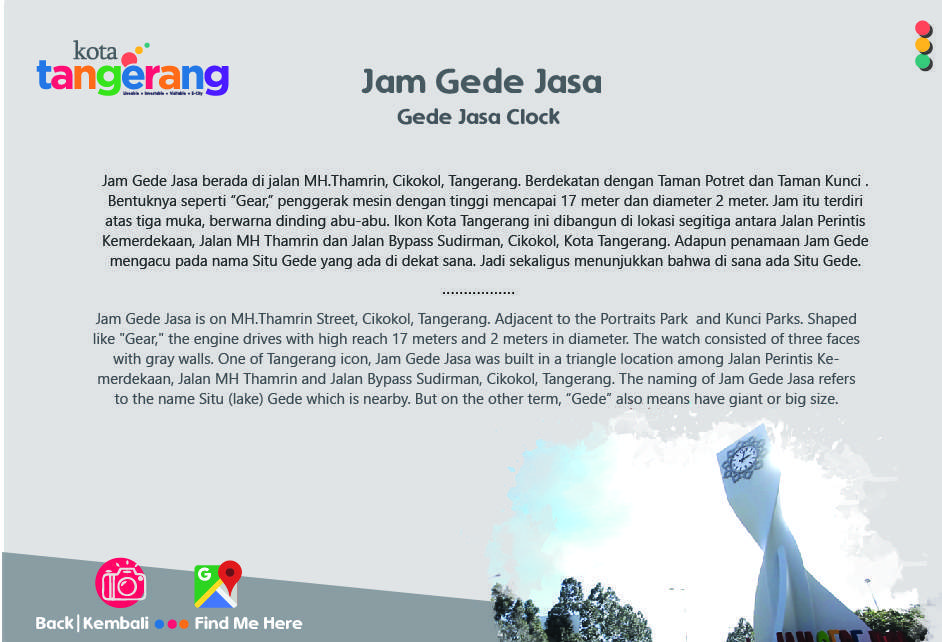 kota
tangerang
Liveable • Investable • Visitable • E-City
Jam Gede Jasa
Gede Jasa Clock
Jam Gede Jasa berada di jalan MH.Thamrin, Cikokol, Tangerang. Berdekatan dengan Taman Potret dan Taman Kunci .
Bentuknya seperti “Gear,” penggerak mesin dengan tinggi mencapai 17 meter dan diameter 2 meter. Jam itu terdiri
atas tiga muka, berwarna dinding abu-abu. Ikon Kota Tangerang ini dibangun di lokasi segitiga antara Jalan Perintis
Kemerdekaan, Jalan MH Thamrin dan Jalan Bypass Sudirman, Cikokol, Kota Tangerang. Adapun penamaan Jam Gede
mengacu pada nama Situ Gede yang ada di dekat sana. Jadi sekaligus menunjukkan bahwa di sana ada Situ Gede.
.................
Jam Gede Jasa is on MH.Thamrin Street, Cikokol, Tangerang. Adjacent to the Portraits Park  and Kunci Parks. Shaped
like "Gear," the engine drives with high reach 17 meters and 2 meters in diameter. The watch consisted of three faces
with gray walls. One of Tangerang icon, Jam Gede Jasa was built in a triangle location among Jalan Perintis Ke-
merdekaan, Jalan MH Thamrin and Jalan Bypass Sudirman, Cikokol, Tangerang. The naming of Jam Gede Jasa refers
to the name Situ (lake) Gede which is nearby. But on the other term, “Gede” also means have giant or big size.
G
Back|Kembali
Find Me Here